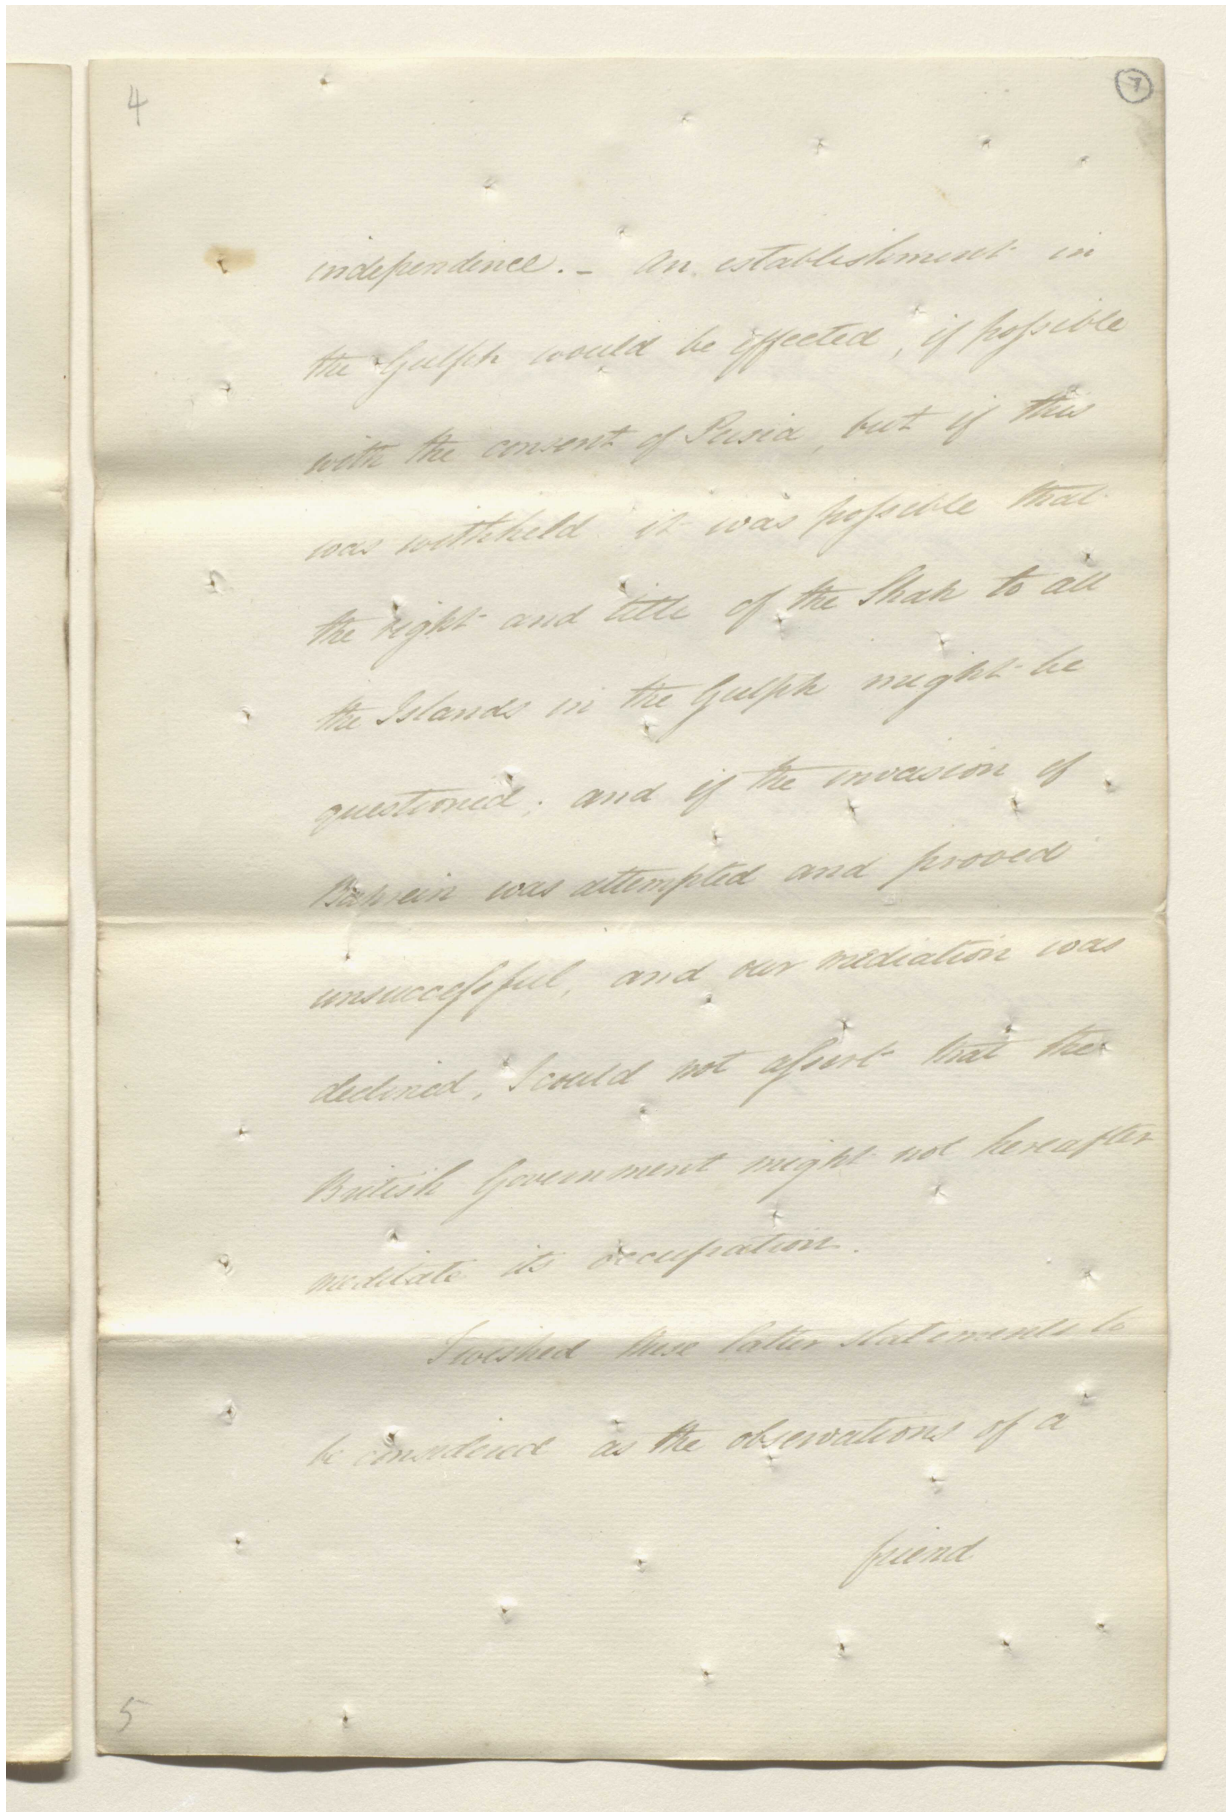 4
7
independence. - An establishment in
the Gulph would be effected, if possible
with the consent of Persia, but if this
was withheld it was possible that
the right and title of the Shah to all
the Islands in the Gulph might be
questioned; and if the invasion of
Bahrein was attempted and proved
unsuccessful, and our mediation was
declined, I could not assert that the
British Government might not hereafter
meditate its occupation.
I wished these latter statements to
be considered as the observations of a
friend
5